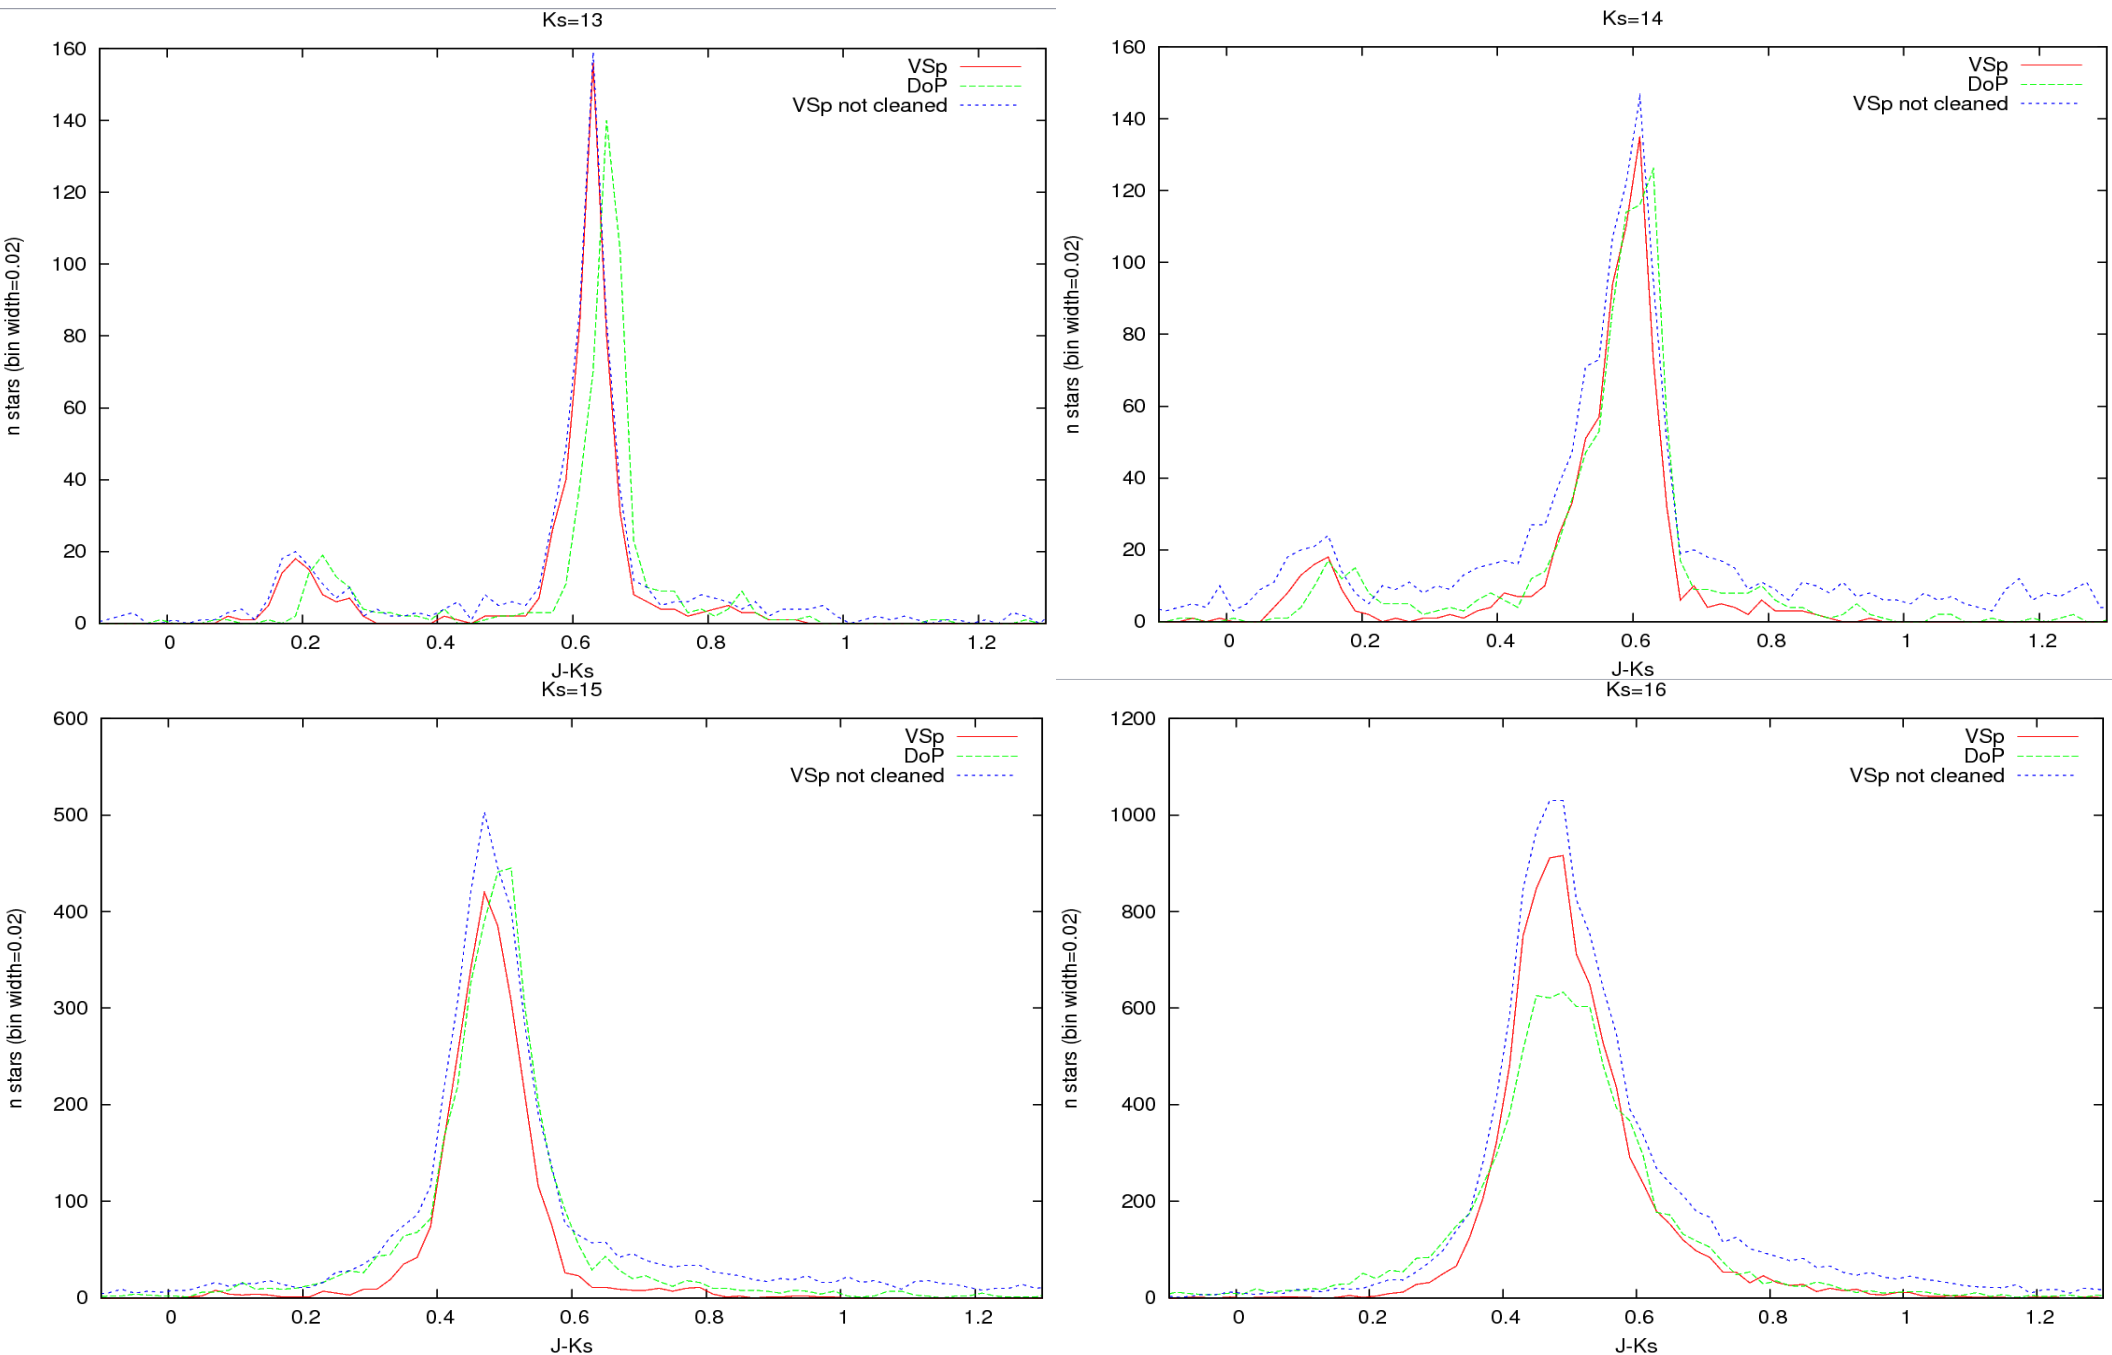 Ks=13
160
140
120
100
80
60
40
20
0
n stars (bin width=0.02)
VSp
DoP
VSp not cleaned
0 0.2 0.4 0.6 0.8 1 1.2
J-Ks
Ks=14
160
140
120
100
80
60
40
20
0
n stars (bin width=0.02)
VSp
DoP
VSp not cleaned
0 0.2 0.4 0.6 0.8 1 1.2
J-Ks
Ks=15
600
500
400
300
200
100
0
n stars (bin width=0.02)
VSp
DoP
VSp not cleaned
0 0.2 0.4 0.6 0.8 1 1.2
J-Ks
Ks=16
1200
1000
800
600
400
200
0
n stars (bin width=0.02)
VSp
DoP
VSp not cleaned
0 0.2 0.4 0.6 0.8 1 1.2
J-Ks